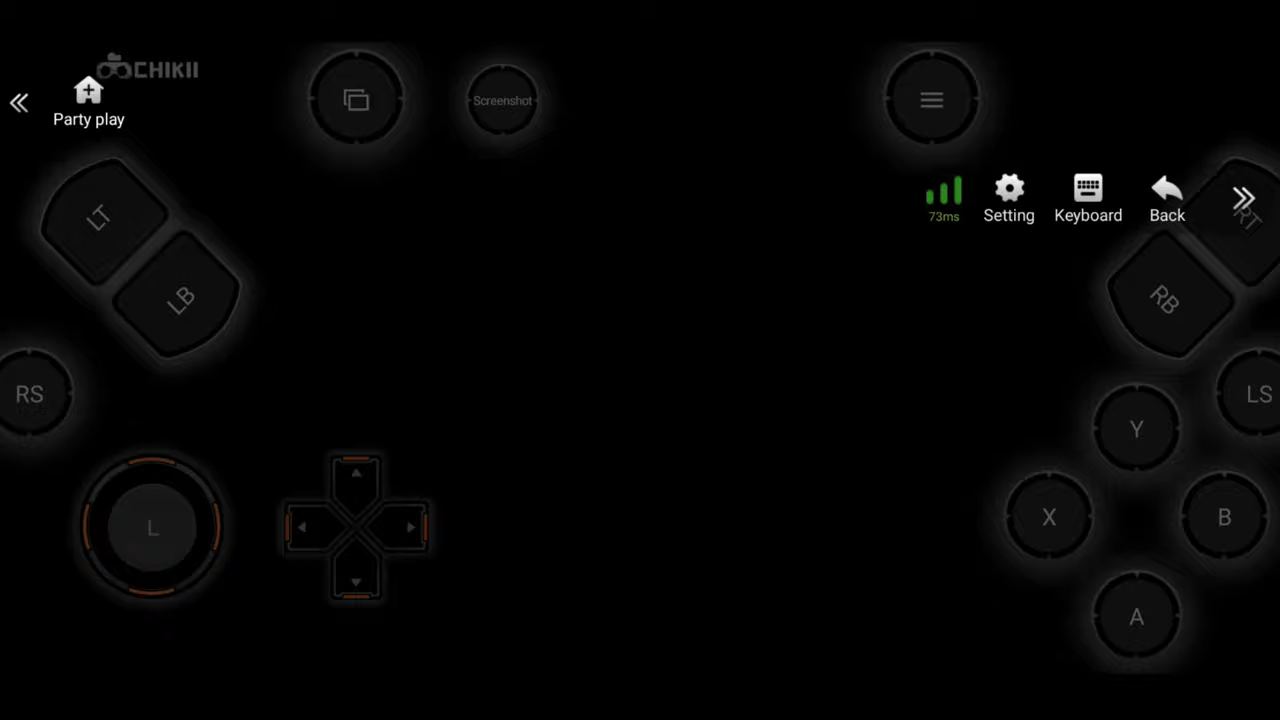 CHIKII
Party play
Screenshot
73ms
Setting
Keyboard
Back
LT
LB
RT
RB
RS
LS
L
Y
X
B
A